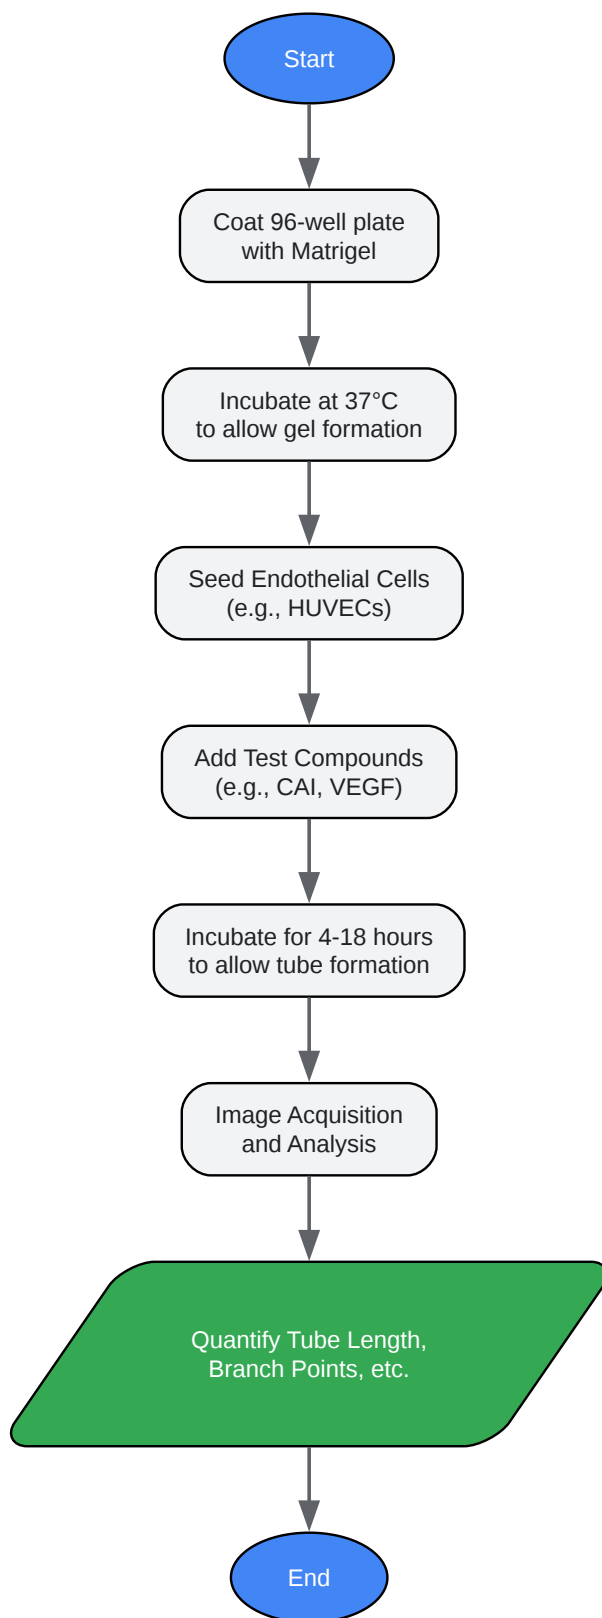 Start
Coat 96-well plate
with Matrigel
Incubate at 37°C
to allow gel formation
Seed Endothelial Cells
(e.g., HUVECs)
Add Test Compounds
(e.g., CAI, VEGF)
Incubate for 4-18 hours
to allow tube formation
Image Acquisition
and Analysis
Quantify Tube Length,
Branch Points, etc.
End